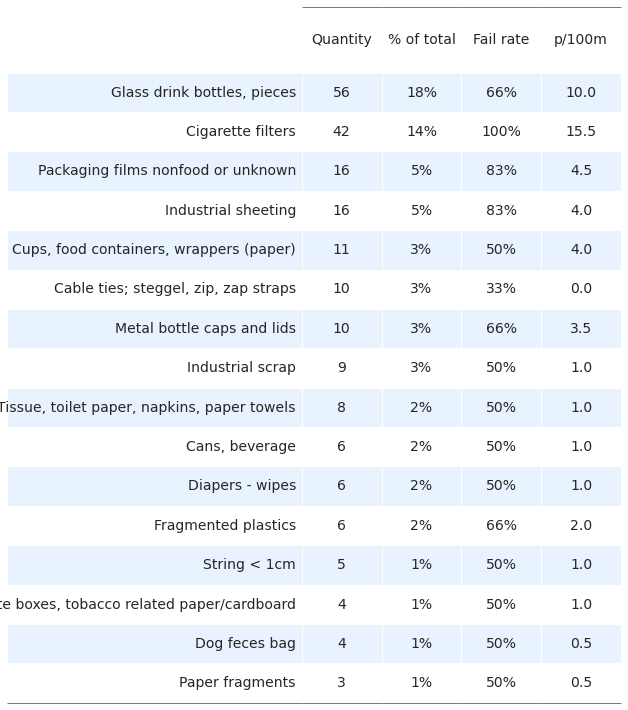 Quantity % of total Fail rate p/100m
Glass drink bottles, pieces 56 18% 66% 10.0
Cigarette filters 42 14% 100% 15.5
Packaging films nonfood or unknown 16 5% 83% 4.5
Industrial sheeting 16 5% 83% 4.0
Cups, food containers, wrappers (paper) 11 3% 50% 4.0
Cable ties; steggel, zip, zap straps 10 3% 33% 0.0
Metal bottle caps and lids 10 3% 66% 3.5
Industrial scrap 9 3% 50% 1.0
Tissue, toilet paper, napkins, paper towels 8 2% 50% 1.0
Cans, beverage 6 2% 50% 1.0
Diapers - wipes 6 2% 50% 1.0
Fragmented plastics 6 2% 66% 2.0
String < 1cm 5 1% 50% 1.0
boxes, tobacco related paper/cardboard 4 1% 50% 1.0
Dog feces bag 4 1% 50% 0.5
Paper fragments 3 1% 50% 0.5